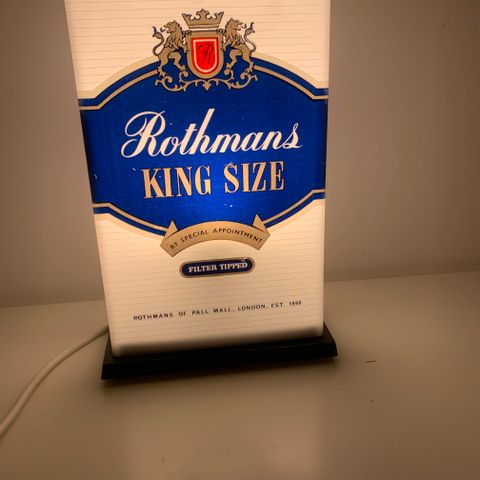 R
Rothmans
KING SIZE
BY SPECIAL APPOINTMENT
FILTER TIPPED
ROTHMANS OF PALL MALL, LONDON, EST. 1890